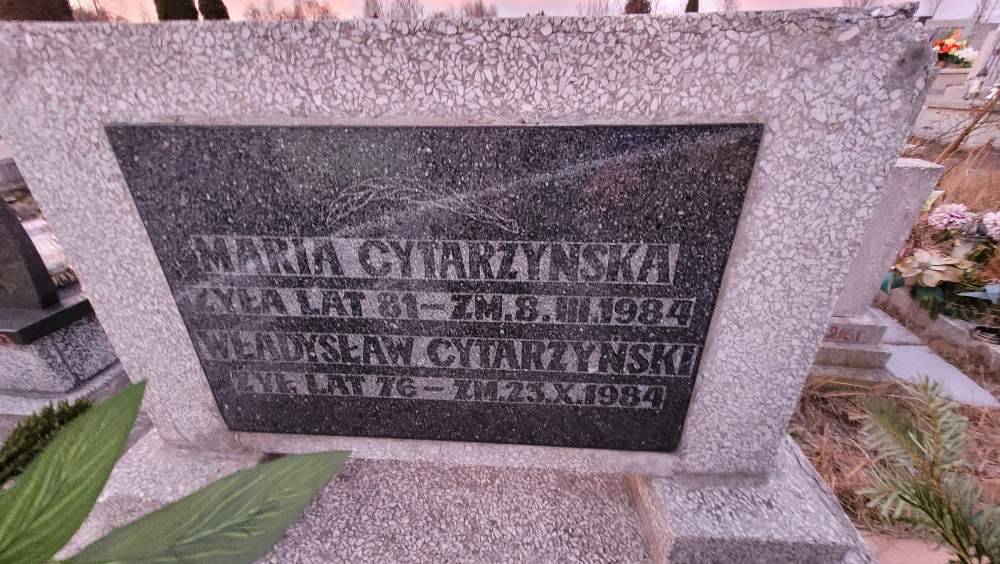 MARIA CYTARZYŃSKA
ŻYŁA LAT 81 – ZM. 8.III.1984
WŁADYSŁAW CYTARZYŃSKI
ŻYŁ LAT 76 – ZM. 23.X.1984